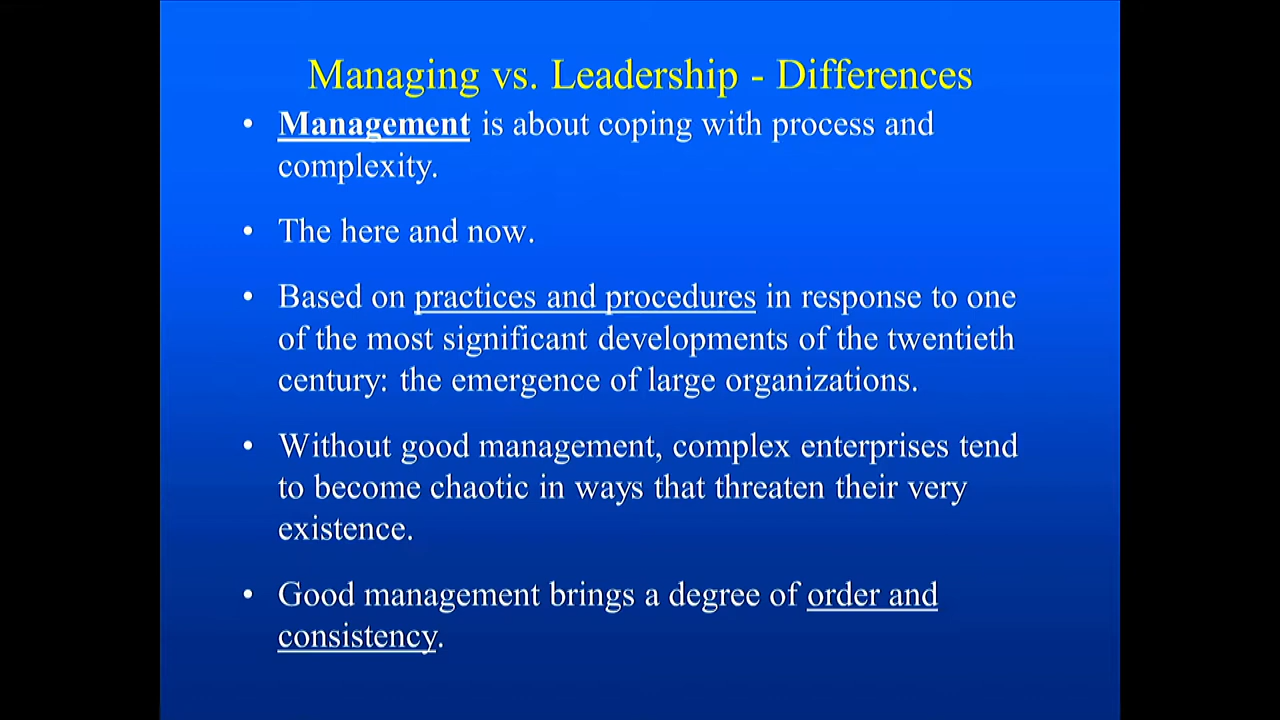 Managing vs. Leadership - Differences
• Management is about coping with process and
complexity.
• The here and now.
• Based on practices and procedures in response to one
of the most significant developments of the twentieth
century: the emergence of large organizations.
• Without good management, complex enterprises tend
to become chaotic in ways that threaten their very
existence.
• Good management brings a degree of order and
consistency.